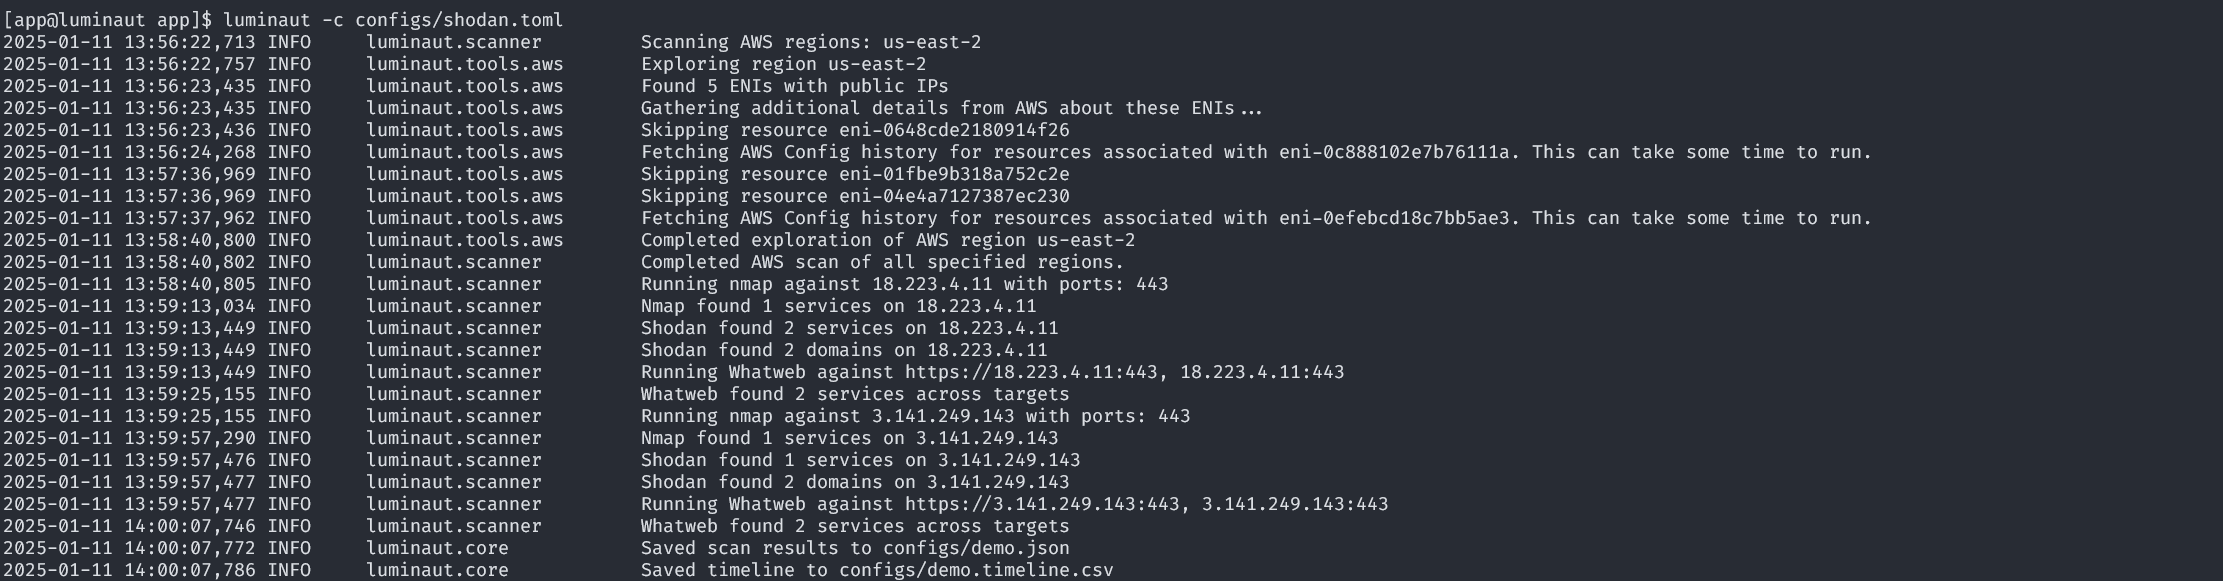 [app@luminaut app]$ luminaut -c configs/shodan.toml
2025-01-11 13:56:22,713 INFO     luminaut.scanner         Scanning AWS regions: us-east-2
2025-01-11 13:56:22,757 INFO     luminaut.tools.aws       Exploring region us-east-2
2025-01-11 13:56:23,435 INFO     luminaut.tools.aws       Found 5 ENIs with public IPs
2025-01-11 13:56:23,435 INFO     luminaut.tools.aws       Gathering additional details from AWS about these ENIs...
2025-01-11 13:56:23,436 INFO     luminaut.tools.aws       Skipping resource eni-0648cde2180914f26
2025-01-11 13:56:24,268 INFO     luminaut.tools.aws       Fetching AWS Config history for resources associated with eni-0c888102e7b76111a. This can take some time to run.
2025-01-11 13:57:36,969 INFO     luminaut.tools.aws       Skipping resource eni-01fbe9b318a752c2e
2025-01-11 13:57:36,969 INFO     luminaut.tools.aws       Skipping resource eni-04e4a7127387ec230
2025-01-11 13:57:37,962 INFO     luminaut.tools.aws       Fetching AWS Config history for resources associated with eni-0efebcd18c7bb5ae3. This can take some time to run.
2025-01-11 13:58:40,800 INFO     luminaut.tools.aws       Completed exploration of AWS region us-east-2
2025-01-11 13:58:40,802 INFO     luminaut.scanner         Completed AWS scan of all specified regions.
2025-01-11 13:58:40,805 INFO     luminaut.scanner         Running nmap against 18.223.4.11 with ports: 443
2025-01-11 13:59:13,034 INFO     luminaut.scanner         Nmap found 1 services on 18.223.4.11
2025-01-11 13:59:13,449 INFO     luminaut.scanner         Shodan found 2 services on 18.223.4.11
2025-01-11 13:59:13,449 INFO     luminaut.scanner         Shodan found 2 domains on 18.223.4.11
2025-01-11 13:59:13,449 INFO     luminaut.scanner         Running Whatweb against https://18.223.4.11:443, 18.223.4.11:443
2025-01-11 13:59:25,155 INFO     luminaut.scanner         Whatweb found 2 services across targets
2025-01-11 13:59:25,155 INFO     luminaut.scanner         Running nmap against 3.141.249.143 with ports: 443
2025-01-11 13:59:57,290 INFO     luminaut.scanner         Nmap found 1 services on 3.141.249.143
2025-01-11 13:59:57,476 INFO     luminaut.scanner         Shodan found 1 services on 3.141.249.143
2025-01-11 13:59:57,477 INFO     luminaut.scanner         Shodan found 2 domains on 3.141.249.143
2025-01-11 13:59:57,477 INFO     luminaut.scanner         Running Whatweb against https://3.141.249.143:443, 3.141.249.143:443
2025-01-11 14:00:07,746 INFO     luminaut.scanner         Whatweb found 2 services across targets
2025-01-11 14:00:07,772 INFO     luminaut.core            Saved scan results to configs/demo.json
2025-01-11 14:00:07,786 INFO     luminaut.core            Saved timeline to configs/demo.timeline.csv